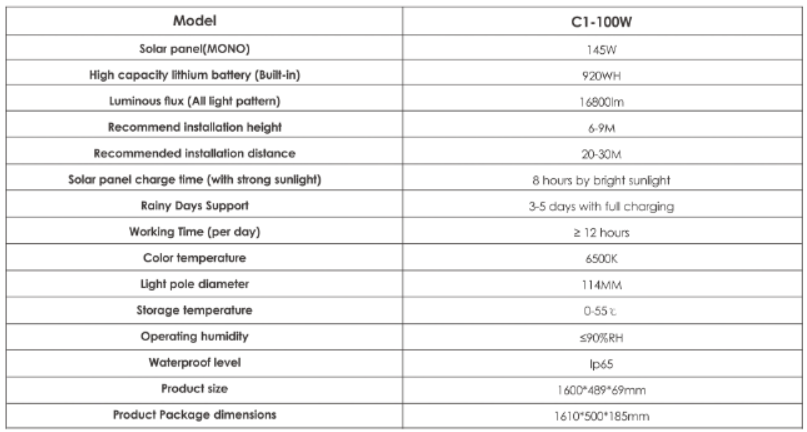 Model C1-100W
Solar panel(MONO) 145W
High capacity lithium battery (Built-in) 920WH
Luminous flux (All light pattern) 16800lm
Recommend installation height 6-9M
Recommended installation distance 20-30M
Solar panel charge time (with strong sunlight) 8 hours by bright sunlight
Rainy Days Support 3-5 days with full charging
Working Time (per day) ≥ 12 hours
Color temperature 6500K
Light pole diameter 114MM
Storage temperature 0-55℃
Operating humidity ≤90%RH
Waterproof level Ip65
Product size 1600*489*69mm
Product Package dimensions 1610*500*185mm